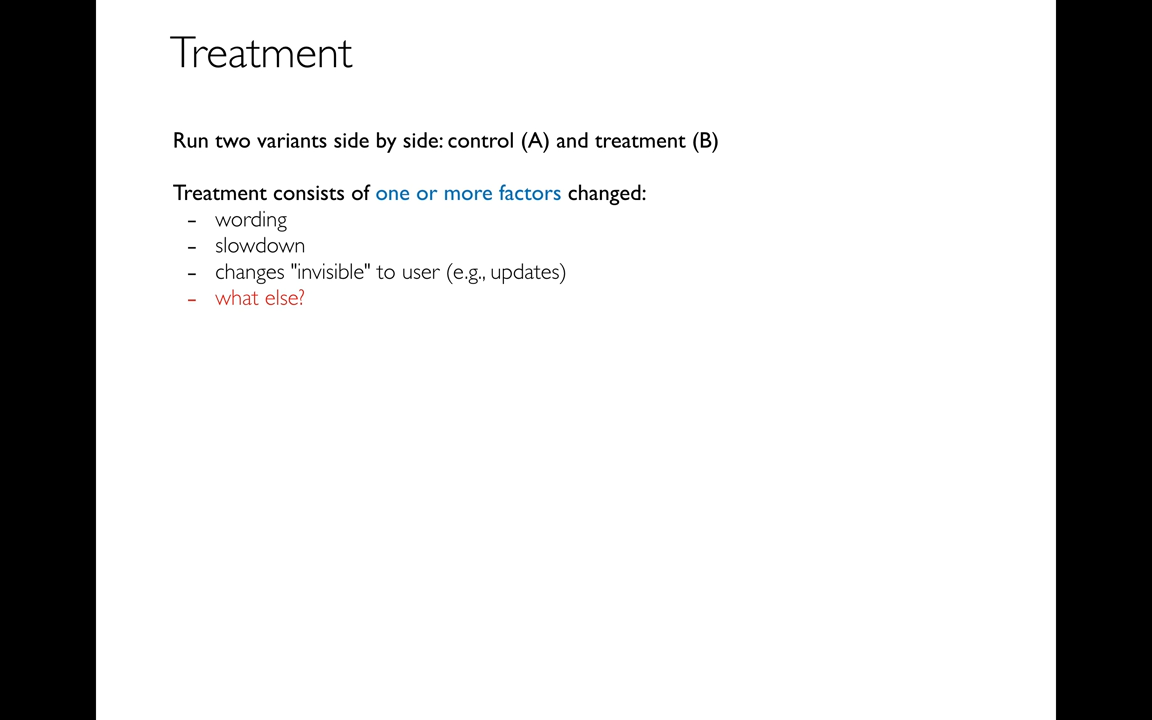 Treatment
Run two variants side by side: control (A) and treatment (B)
Treatment consists of one or more factors changed:
- wording
- slowdown
- changes "invisible" to user (e.g., updates)
- what else?